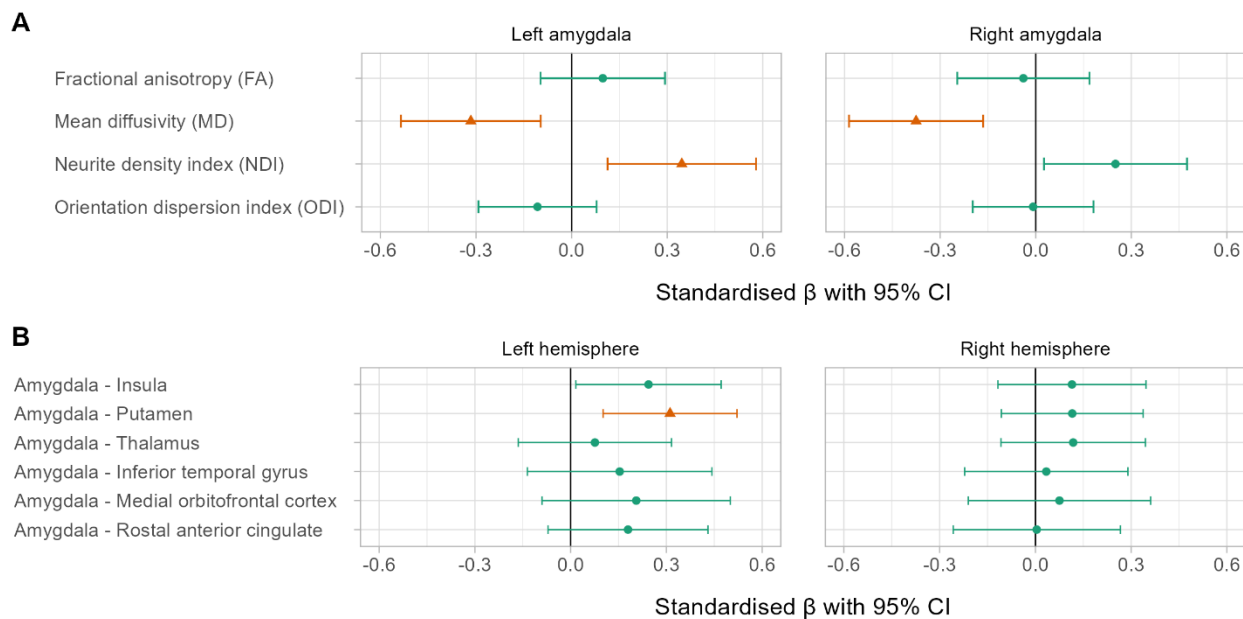 A
Left amygdala
Right amygdala
Fractional anisotropy (FA)
Mean diffusivity (MD)
Neurite density index (NDI)
Orientation dispersion index (ODI)
-0.6 -0.3 0.0 0.3 0.6
-0.6 -0.3 0.0 0.3 0.6
Standardised β with 95% CI
B
Left hemisphere
Right hemisphere
Amygdala - Insula
Amygdala - Putamen
Amygdala - Thalamus
Amygdala - Inferior temporal gyrus
Amygdala - Medial orbitofrontal cortex
Amygdala - Rostal anterior cingulate
-0.6 -0.3 0.0 0.3 0.6
-0.6 -0.3 0.0 0.3 0.6
Standardised β with 95% CI